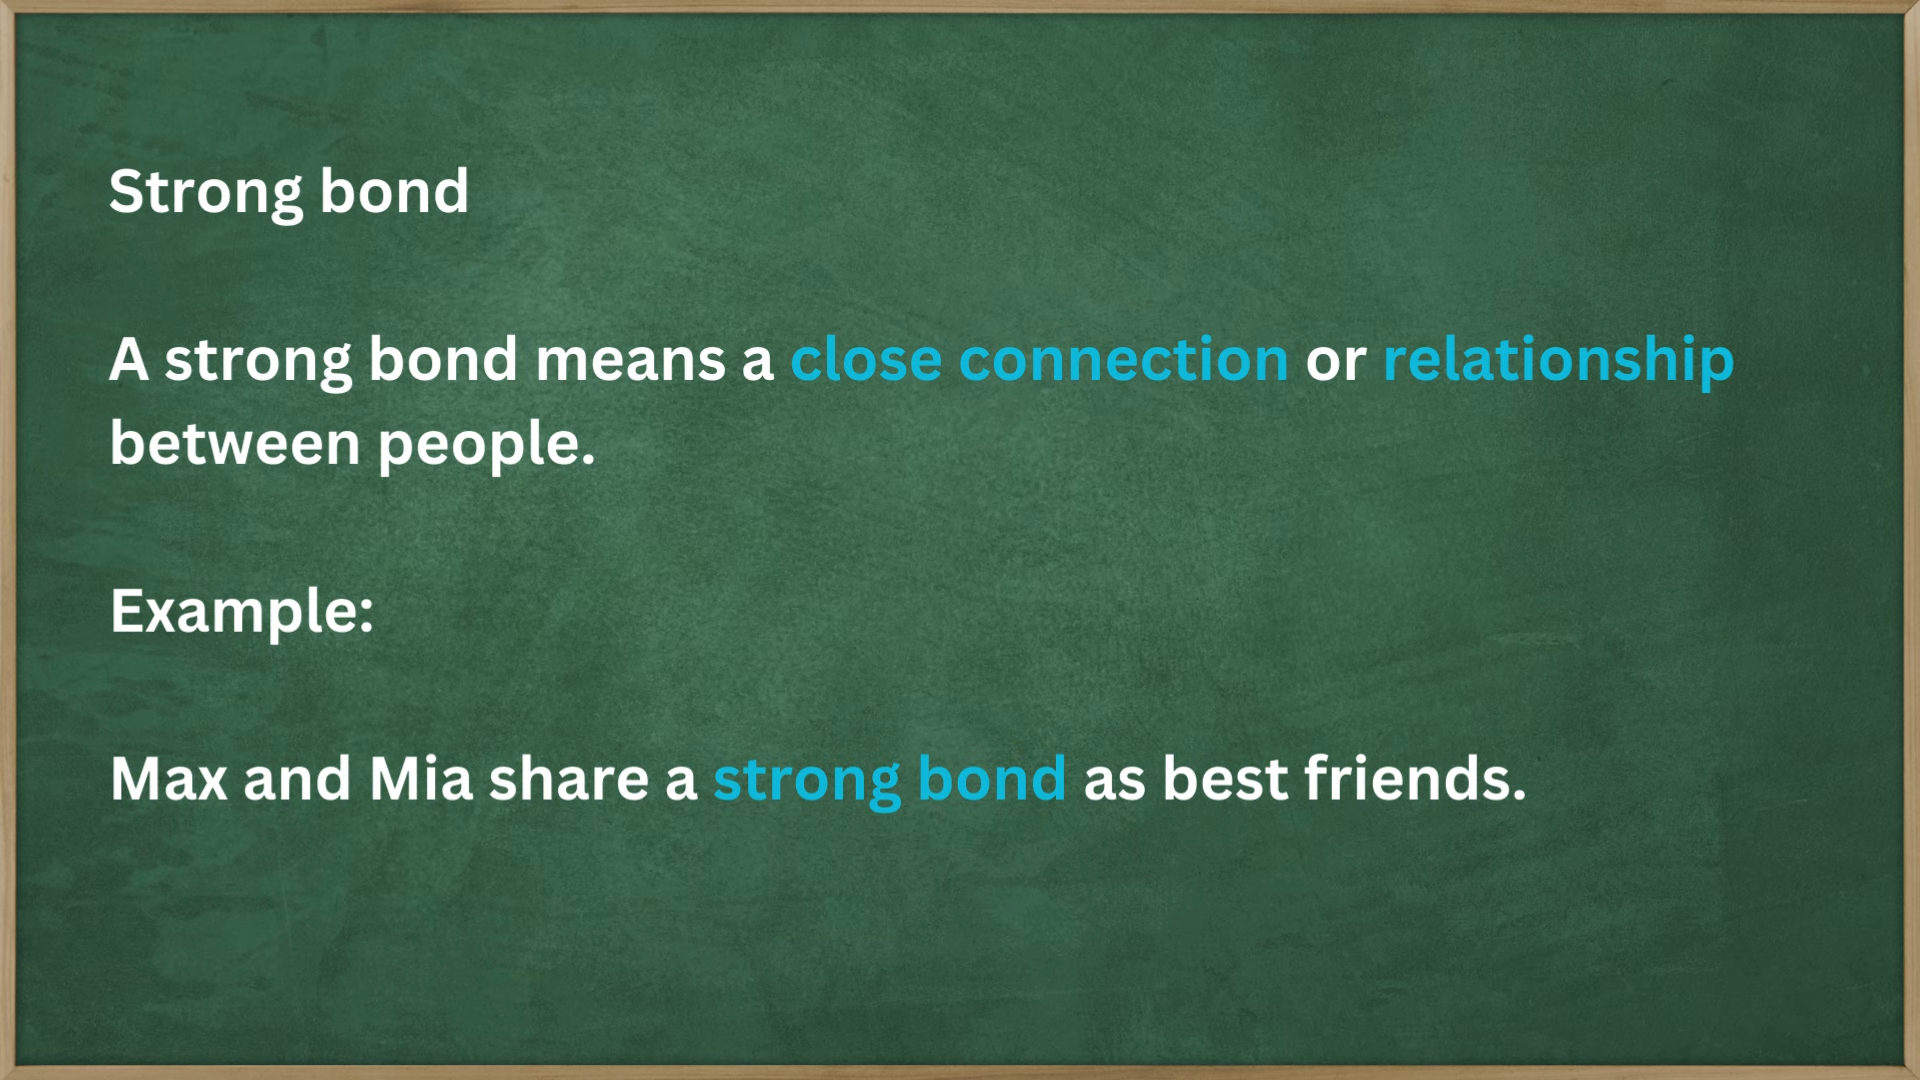 Strong bond
A strong bond means a close connection or relationship
between people.
Example:
Max and Mia share a strong bond as best friends.